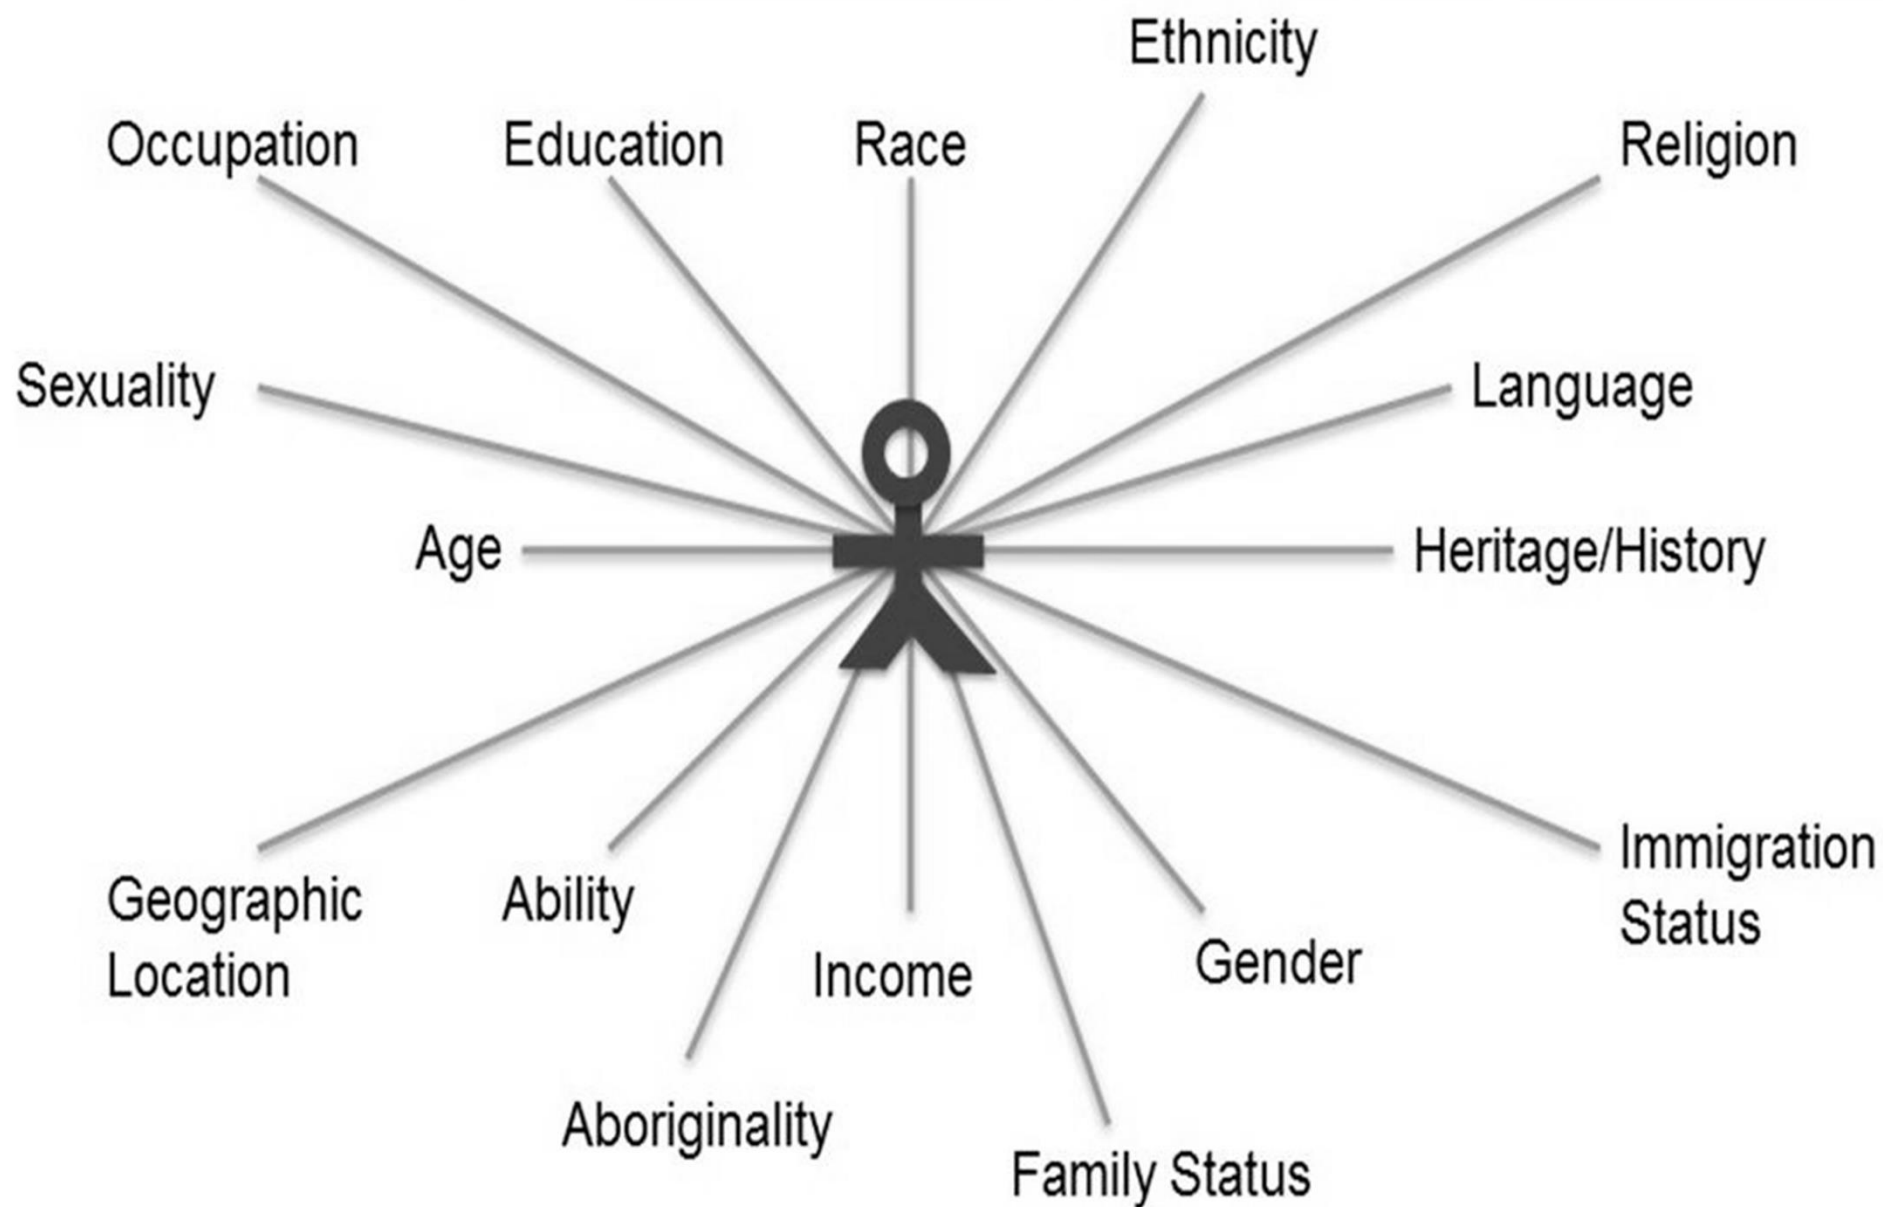 Ethnicity
Occupation
Education
Race
Religion
Sexuality
Language
Age
Heritage/History
Immigration
Status
Geographic
Location
Ability
Income
Gender
Aboriginality
Family Status